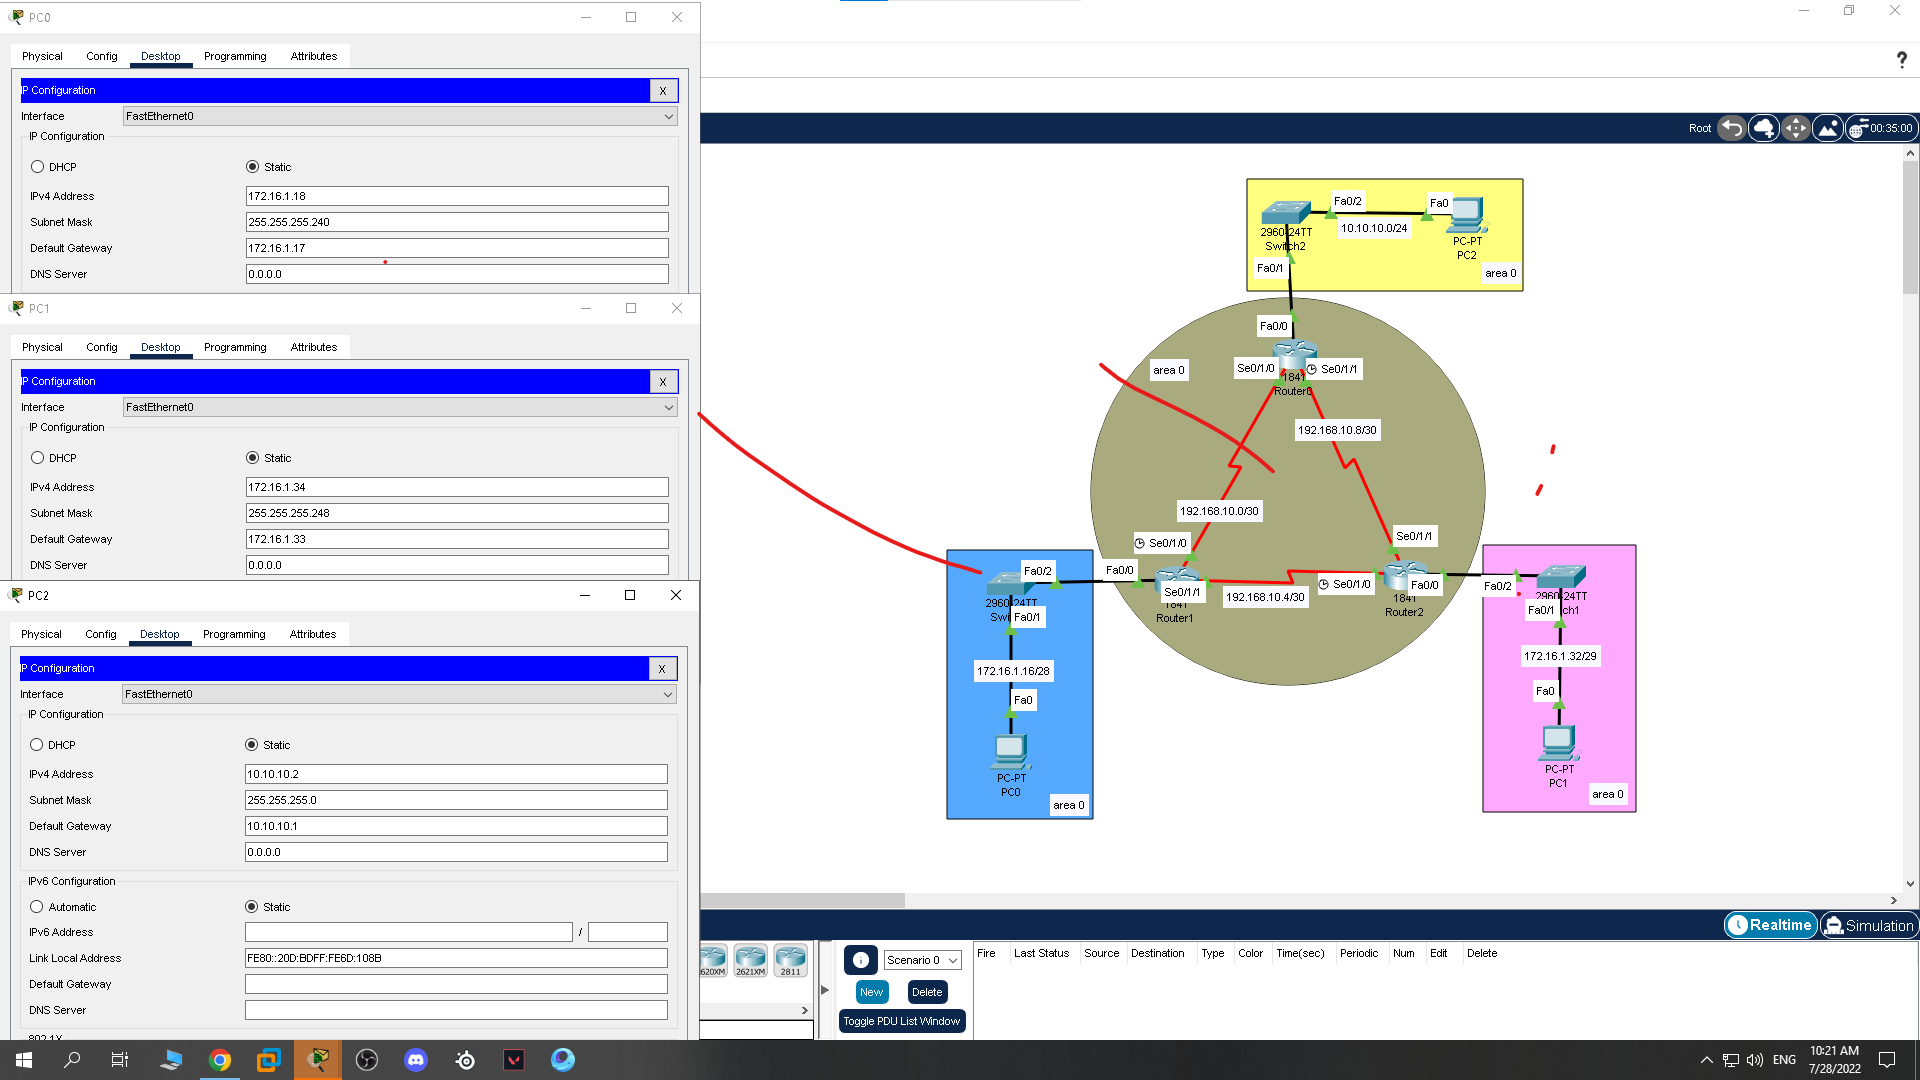 PC0
Physical Config Desktop Programming Attributes
IP Configuration X
Interface FastEthernet0
IP Configuration
DHCP Static
IPv4 Address 172.16.1.18
Subnet Mask 255.255.255.240
Default Gateway 172.16.1.17
DNS Server 0.0.0.0
PC1
Physical Config Desktop Programming Attributes
IP Configuration X
Interface FastEthernet0
IP Configuration
DHCP Static
IPv4 Address 172.16.1.34
Subnet Mask 255.255.255.248
Default Gateway 172.16.1.33
DNS Server 0.0.0.0
PC2
Physical Config Desktop Programming Attributes
IP Configuration X
Interface FastEthernet0
IP Configuration
DHCP Static
IPv4 Address 10.10.10.2
Subnet Mask 255.255.255.0
Default Gateway 10.10.10.1
DNS Server 0.0.0.0
IPv6 Configuration
Automatic Static
IPv6 Address /
Link Local Address FE80::20D:BDFF:FE6D:108B
Default Gateway
DNS Server
802.1X
?
Root 00:35:00
Fa0/2 Fa0
10.10.10.0/24
2960-24TT
Switch2
PC-PT
PC2
Fa0/1
area 0
Fa0/0
area 0
Se0/1/0 Se0/1/1
1841
Router0
192.168.10.8/30
192.168.10.0/30
Se0/1/0
Se0/1/1
Fa0/2
Fa0/0
Se0/1/1
1841
Router1
192.168.10.4/30
Se0/1/0
Fa0/0
1841
Router2
Fa0/2
2960-24TT
Fa0/1
ch1
2960-24TT
Swi
Fa0/1
172.16.1.16/28
Fa0
PC-PT
PC0
area 0
172.16.1.32/29
Fa0
PC-PT
PC1
area 0
Realtime Simulation
620XM 2621XM 2811
Scenario 0
New Delete
Toggle PDU List Window
Fire Last Status Source Destination Type Color Time(sec) Periodic Num Edit Delete
ENG
10:21 AM
7/28/2022